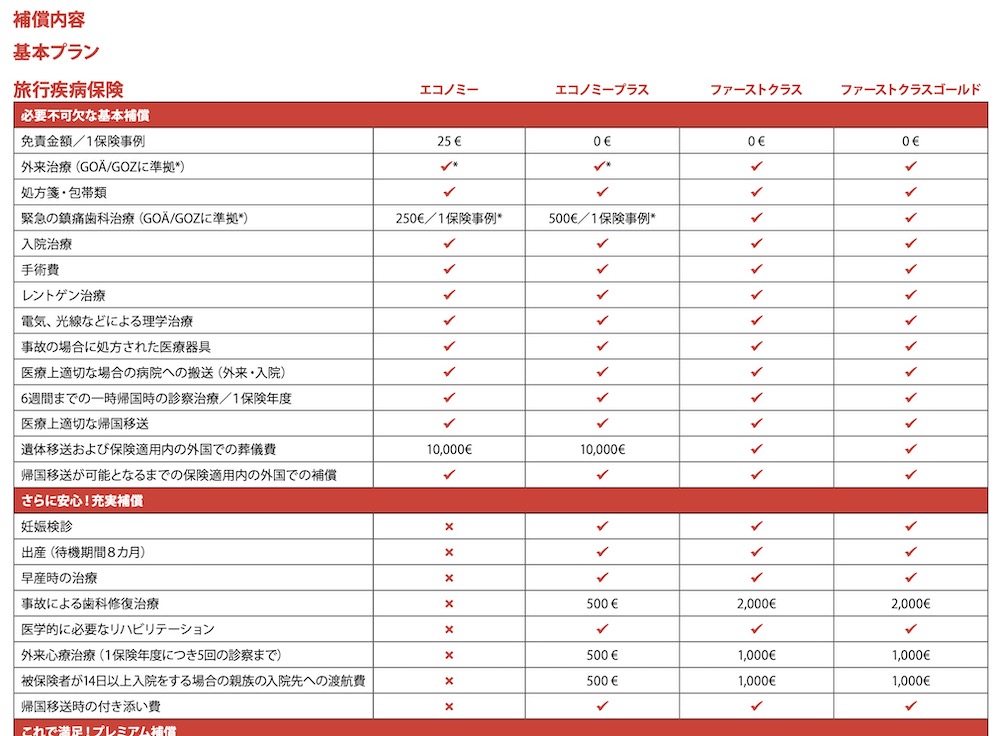 補償内容
基本プラン
旅行疾病保険 エコノミー エコノミープラス ファーストクラス ファーストクラスゴールド
必要不可欠な基本補償
免責金額／1保険事例 25 € 0 € 0 € 0 €
外来治療（GOÄ/GOZに準拠*） ✔* ✔* ✔ ✔
処方箋・包帯類 ✔ ✔ ✔ ✔
緊急の鎮痛歯科治療（GOÄ/GOZに準拠*） 250€／1保険事例* 500€／1保険事例* ✔ ✔
入院治療 ✔ ✔ ✔ ✔
手術費 ✔ ✔ ✔ ✔
レントゲン治療 ✔ ✔ ✔ ✔
電気、光線などによる理学治療 ✔ ✔ ✔ ✔
事故の場合に処方された医療器具 ✔ ✔ ✔ ✔
医療上適切な場合の病院への搬送（外来・入院） ✔ ✔ ✔ ✔
6週間までの一時帰国時の診察治療／1保険年度 ✔ ✔ ✔ ✔
医療上適切な帰国移送 ✔ ✔ ✔ ✔
遺体移送および保険適用内の外国での葬儀費 10,000€ 10,000€ ✔ ✔
帰国移送が可能となるまでの保険適用内の外国での補償 ✔ ✔ ✔ ✔
さらに安心！充実補償
妊娠検診 × ✔ ✔ ✔
出産（待機期間８カ月） × ✔ ✔ ✔
早産時の治療 × ✔ ✔ ✔
事故による歯科修復治療 × 500 € 2,000€ 2,000€
医学的に必要なリハビリテーション × ✔ ✔ ✔
外来心療治療（1保険年度につき5回の診察まで） × 500 € 1,000€ 1,000€
被保険者が14日以上入院をする場合の親族の入院先への渡航費 × 500 € 1,000€ 1,000€
帰国移送時の付き添い費 × ✔ ✔ ✔
これで満足！プレミアム補償